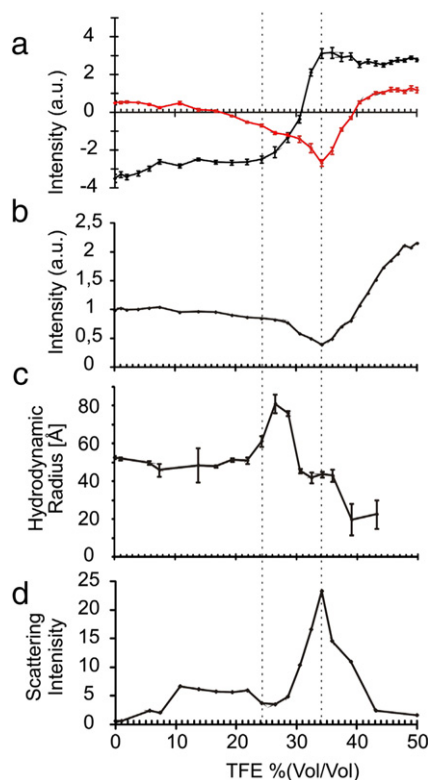 a
4
2
0
-2
-4
Intensity (a.u.)
b
2,5
2
1,5
1
0,5
0
Intensity (a.u.)
c
80
60
40
20
0
Hydrodynamic
Radius [Å]
d
25
20
15
10
5
0
Scattering
Intenisity
0 10 20 30 40 50
TFE %(Vol/Vol)